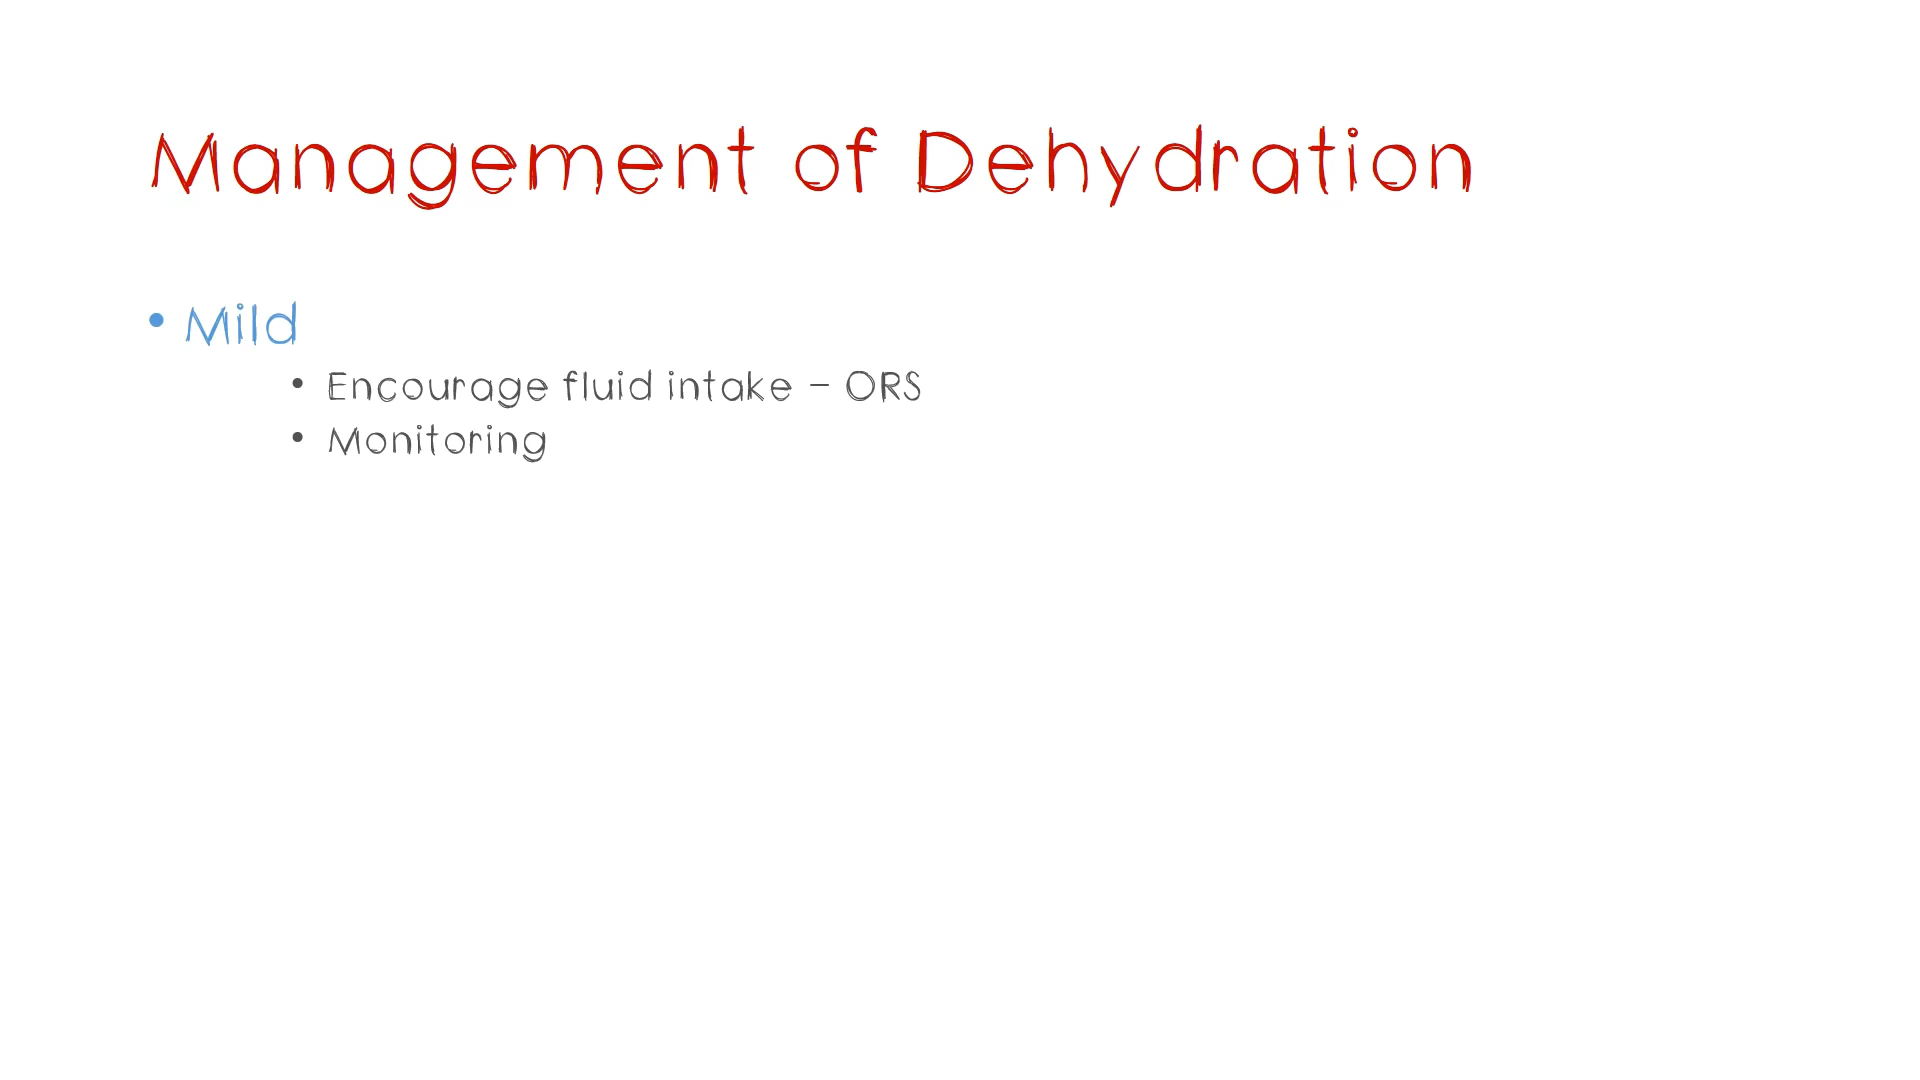 Management of Dehydration
• Mild
• Encourage fluid intake – ORS
• Monitoring